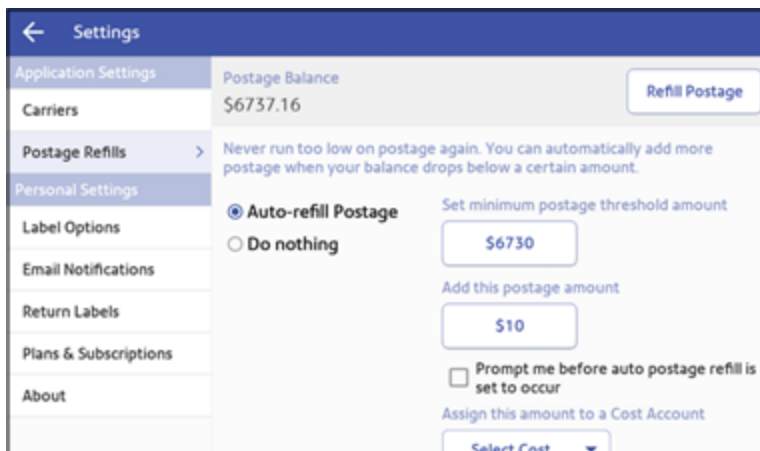 Settings
Application Settings
Carriers
Postage Refills
Personal Settings
Label Options
Email Notifications
Return Labels
Plans & Subscriptions
About
Postage Balance
$6737.16
Refill Postage
Never run too low on postage again. You can automatically add more
postage when your balance drops below a certain amount.
Auto-refill Postage
Do nothing
Set minimum postage threshold amount
$6730
Add this postage amount
$10
Prompt me before auto postage refill is
set to occur
Assign this amount to a Cost Account
Select Cost